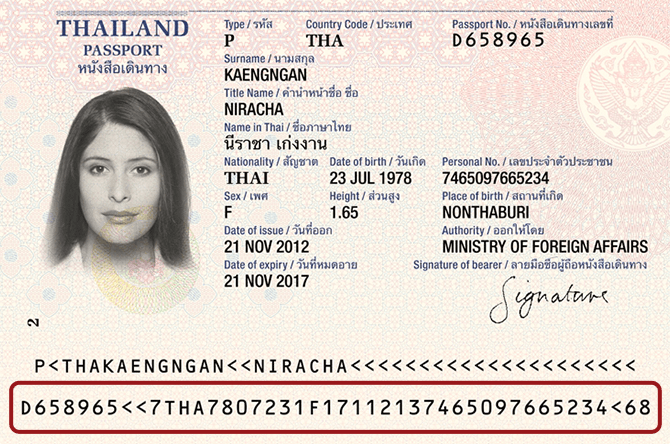 THAILAND
PASSPORT
หนังสือเดินทาง
Type / รหัส Country Code / ประเทศ Passport No. / หนังสือเดินทางเลขที่
P THA D658965
Surname / นามสกุล
KAENGNGAN
Title Name / คำนำหน้าชื่อ ชื่อ
NIRACHA
Name in Thai / ชื่อภาษาไทย
นีราชา เก่งงาน
Nationality / สัญชาต Date of birth / วันเกิด Personal No. / เลขประจำตัวประชาชน
THAI 23 JUL 1978 7465097665234
Sex / เพศ Height / ส่วนสูง Place of birth / สถานที่เกิด
F 1.65 NONTHABURI
Date of issue / วันที่ออก Authority / ออกให้โดย
21 NOV 2012 MINISTRY OF FOREIGN AFFAIRS
Date of expiry / วันที่หมดอาย Signature of bearer / ลายมือชื่อผู้ถือหนังสือเดินทาง
21 NOV 2017
Signature
2
P<THAKAENGNGAN<<NIRACHA<<<<<<<<<<<<<<<<<<<<<
D658965<<7THA7807231F17112137465097665234<68